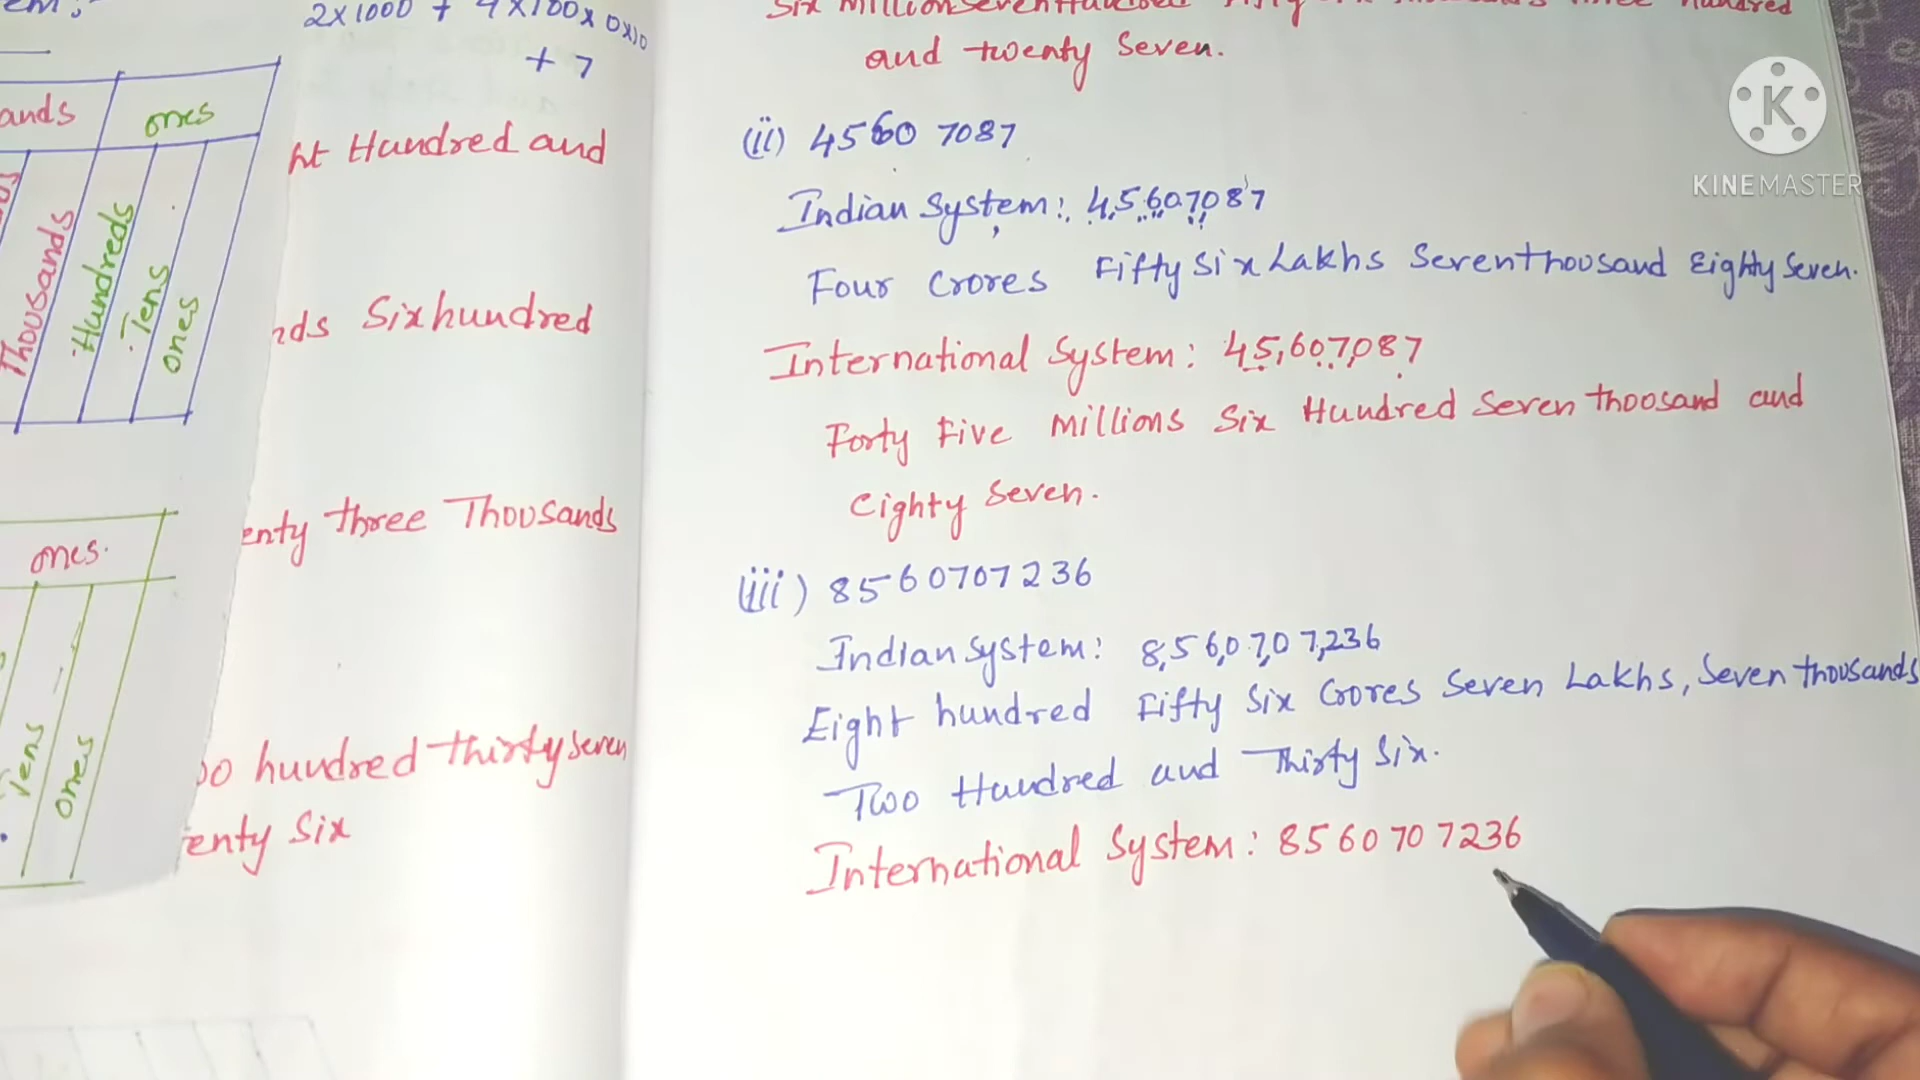 2x1000 + 4x100x 0x10
+ 7
ands ones
Thousands
Hundreds
Tens
ones
ht Hundred and
nds Sixhundred
ones.
Tens
ones
enty three Thousands
oo hundred thirty seven
enty Six
and twenty Seven.
(ii) 4560 7087
Indian System: 4,5607087
Four Crores Fifty Six Lakhs Seven thousand Eighty Seven.
International System: 45,607,087
Forty Five Millions Six Hundred Seven thousand and
Eighty Seven.
(iii) 8560707236
Indian System: 8,56,07,07,236
Eight hundred Fifty Six Crores Seven Lakhs, Seven thousands
Two Hundred and Thirty Six.
International System: 8560707236
KINEMASTER